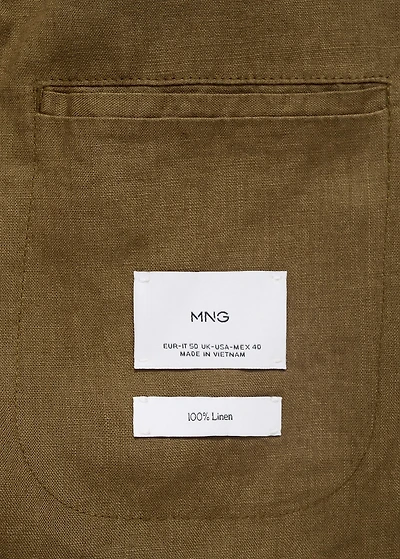 MNG
EUR-IT 50 UK-USA-MEX 40
MADE IN VIETNAM
100% Linen